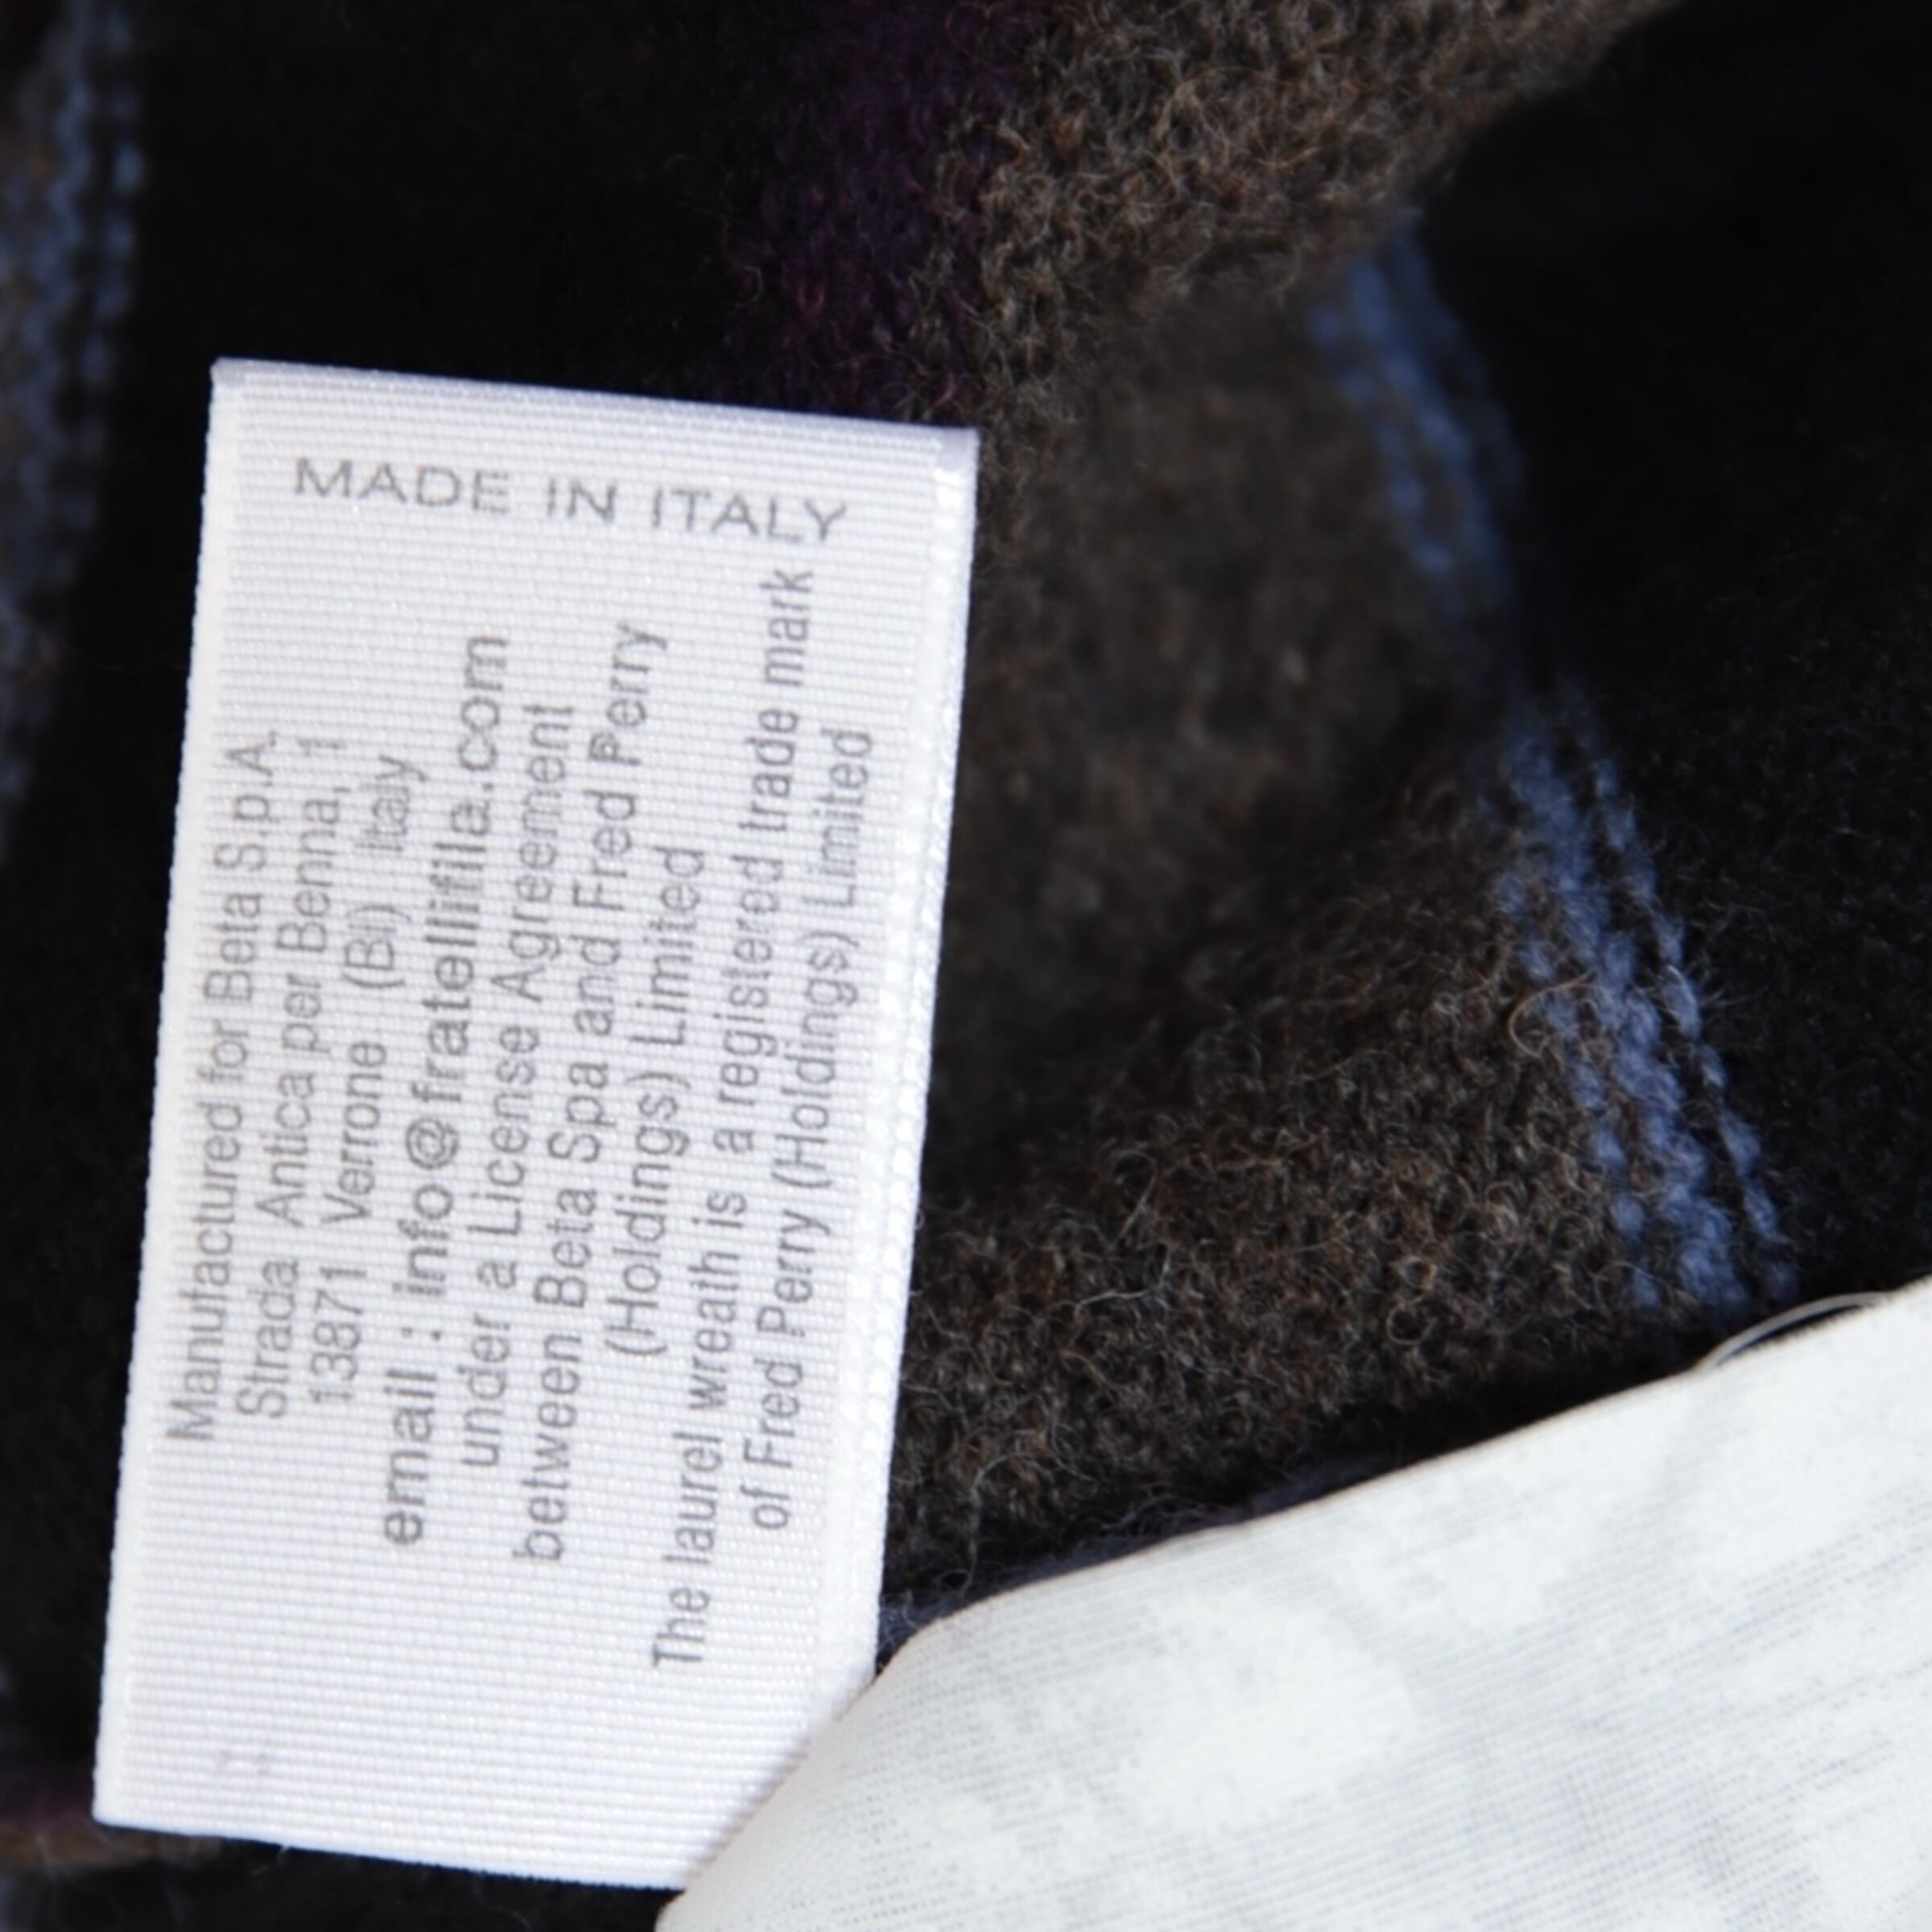 MADE IN ITALY
Manufactured for Beta S.p.A.
Strada Antica per Benna, 1
13871 Verrone (Bi) Italy
email : info@fratellifila.com
under a License Agreement
between Beta Spa and Fred Perry
(Holdings) Limited
The laurel wreath is a registered trade mark
of Fred Perry (Holdings) Limited